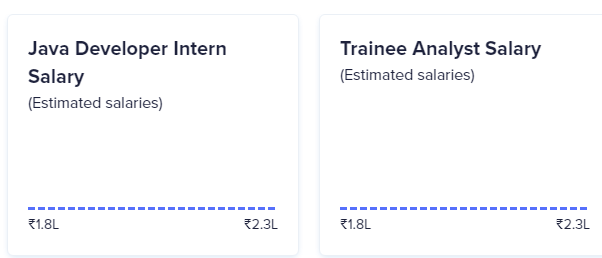 Java Developer Intern
Salary
(Estimated salaries)
₹1.8L
₹2.3L
Trainee Analyst Salary
(Estimated salaries)
₹1.8L
₹2.3L